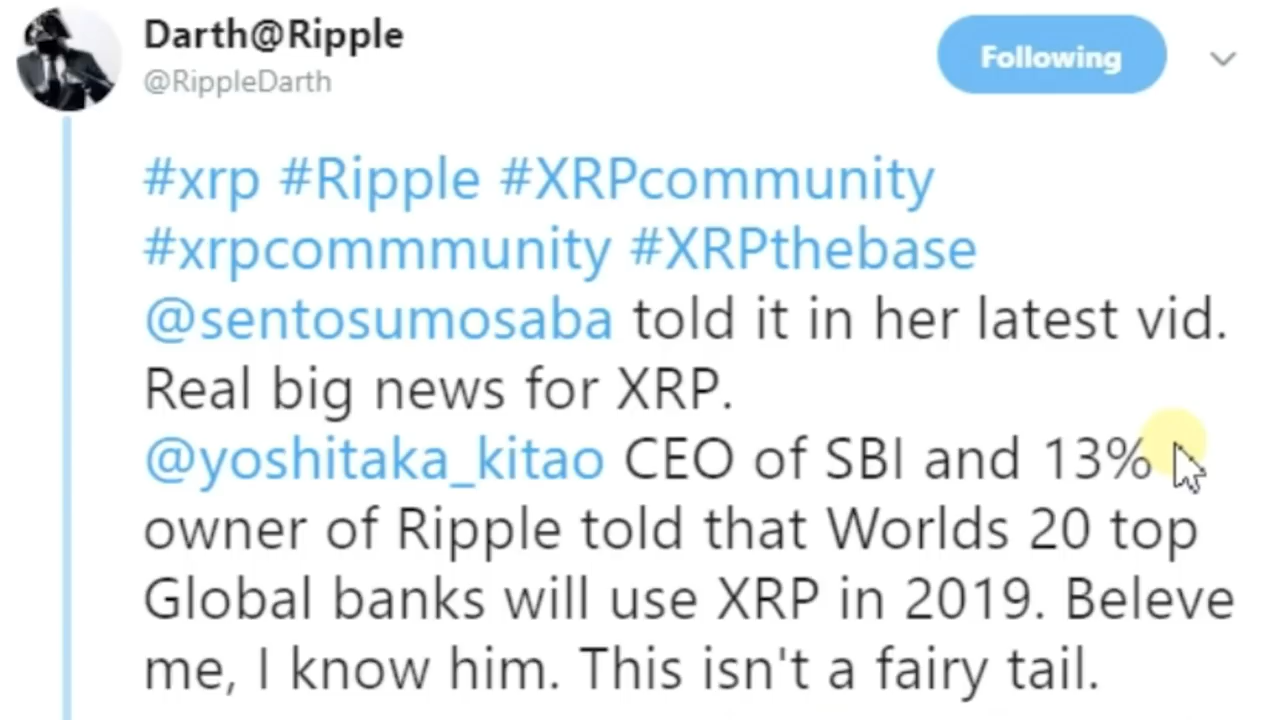 Darth@Ripple
@RippleDarth
Following
#xrp #Ripple #XRPcommunity
#xrpcommmunity #XRPthebase
@sentosumosaba told it in her latest vid.
Real big news for XRP.
@yoshitaka_kitao CEO of SBI and 13%
owner of Ripple told that Worlds 20 top
Global banks will use XRP in 2019. Beleve
me, I know him. This isn't a fairy tail.